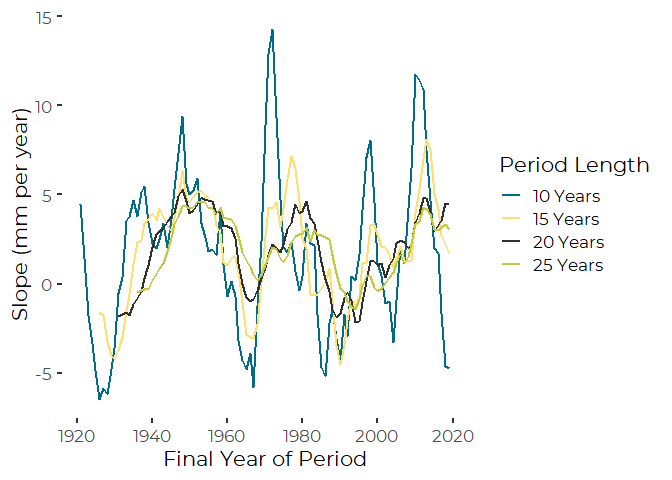 15
10
5
0
-5
Slope (mm per year)
1920 1940 1960 1980 2000 2020
Final Year of Period
Period Length
10 Years
15 Years
20 Years
25 Years